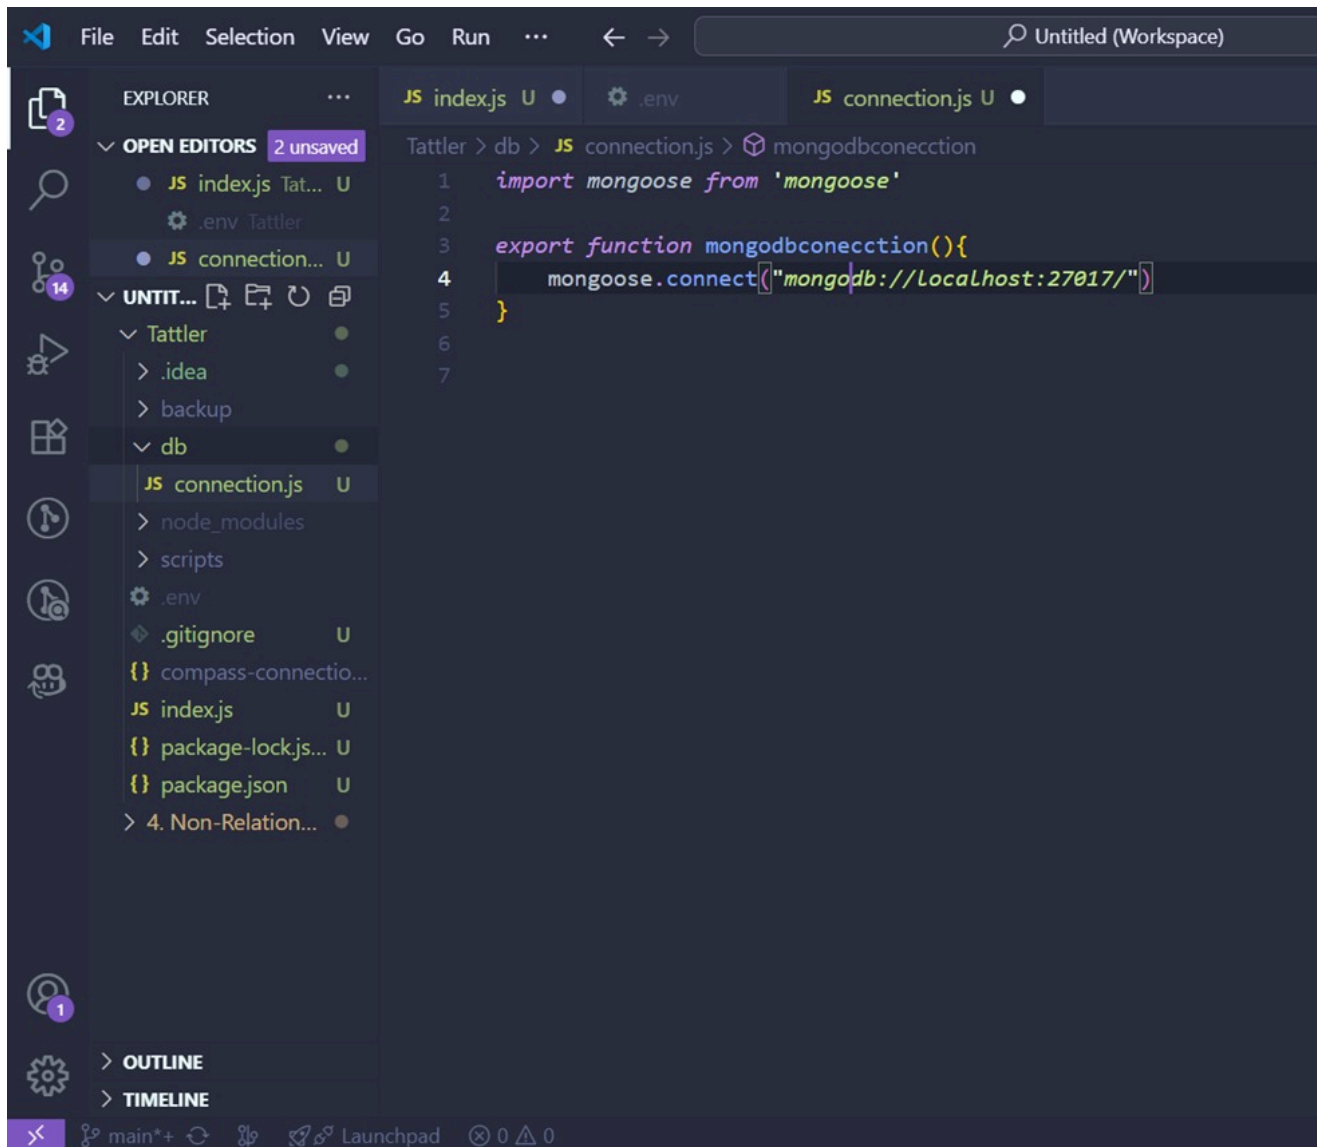 File Edit Selection View Go Run ··· ← → Untitled (Workspace)
EXPLORER ···
JS index.js U ● .env JS connection.js U ●
OPEN EDITORS 2 unsaved
JS index.js Tat... U
.env Tattler
JS connection... U
UNTIT...
Tattler
.idea
backup
db
JS connection.js U
node_modules
scripts
.env
.gitignore U
{} compass-connectio...
JS index.js U
{} package-lock.js... U
{} package.json U
4. Non-Relation...
OUTLINE
TIMELINE
2
14
1
Tattler > db > JS connection.js > mongodbconecction
1 import mongoose from 'mongoose'
2
3 export function mongodbconecction(){
4 mongoose.connect("mongodb://localhost:27017/")
5 }
6
7
main*+ Launchpad 0 0